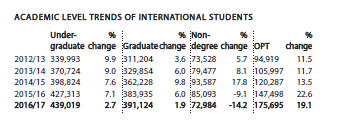 ACADEMIC LEVEL TRENDS OF INTERNATIONAL STUDENTS
Under- % % Non- % %
graduate change Graduate change degree change OPT change
2012/13 339,993 9.9 311,204 3.6 73,528 5.7 94,919 11.5
2013/14 370,724 9.0 329,854 6.0 79,477 8.1 105,997 11.7
2014/15 398,824 7.6 362,228 9.8 93,587 17.8 120,287 13.5
2015/16 427,313 7.1 383,935 6.0 85,093 -9.1 147,498 22.6
2016/17 439,019 2.7 391,124 1.9 72,984 -14.2 175,695 19.1